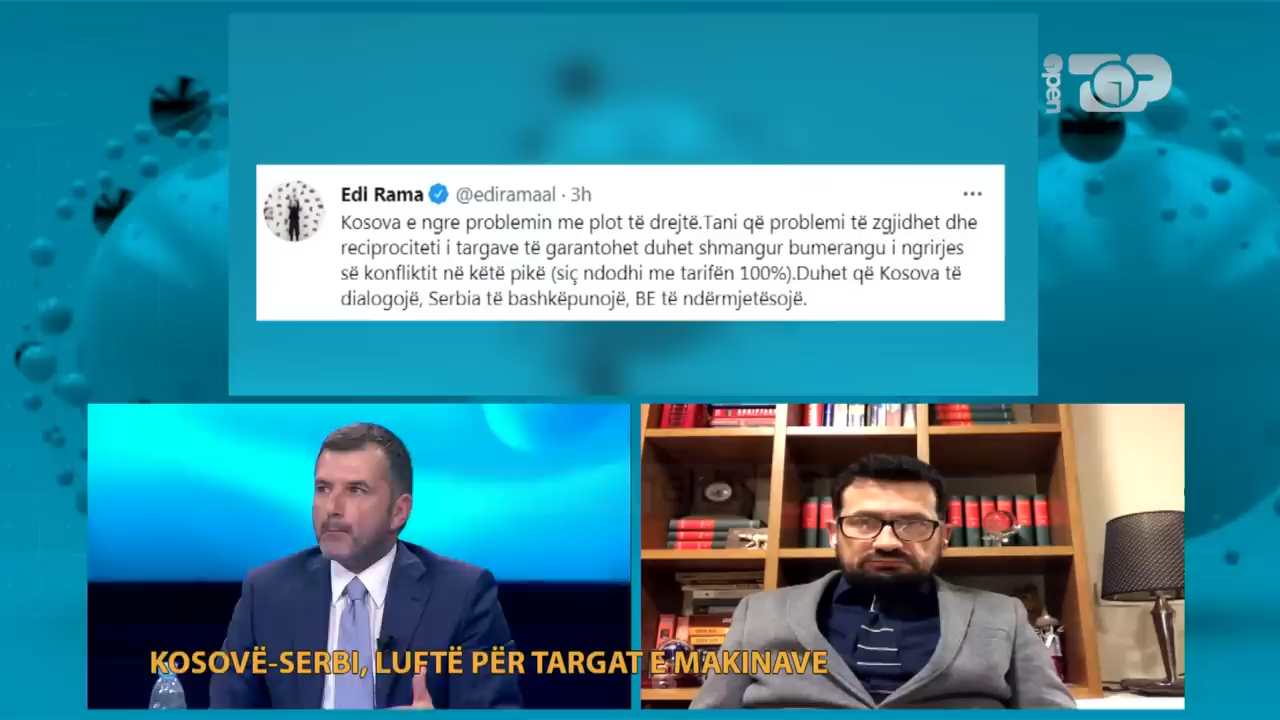 open
TOP
Edi Rama @ediramaal · 3h
Kosova e ngre problemin me plot të drejtë.Tani që problemi të zgjidhet dhe
reciprociteti i targave të garantohet duhet shmangur bumerangu i ngrirjes
së konfliktit në këtë pikë (siç ndodhi me tarifën 100%).Duhet që Kosova të
dialogojë, Serbia të bashkëpunojë, BE të ndërmjetësojë.
KOSOVË-SERBI, LUFTË PËR TARGAT E MAKINAVE